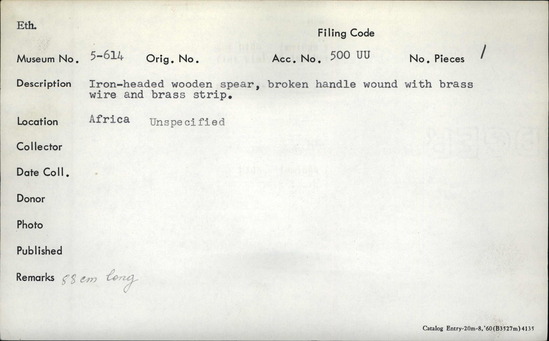 Eth.
Filing Code
Museum No. 5-614 Orig. No. Acc. No. 500 UU No. Pieces 1
Description Iron-headed wooden spear, broken handle wound with brass
wire and brass strip.
Location Africa Unspecified
Collector
Date Coll.
Donor
Photo
Published
Remarks 58 cm long
Catalog Entry-20m-8,'60(B3527m)4135